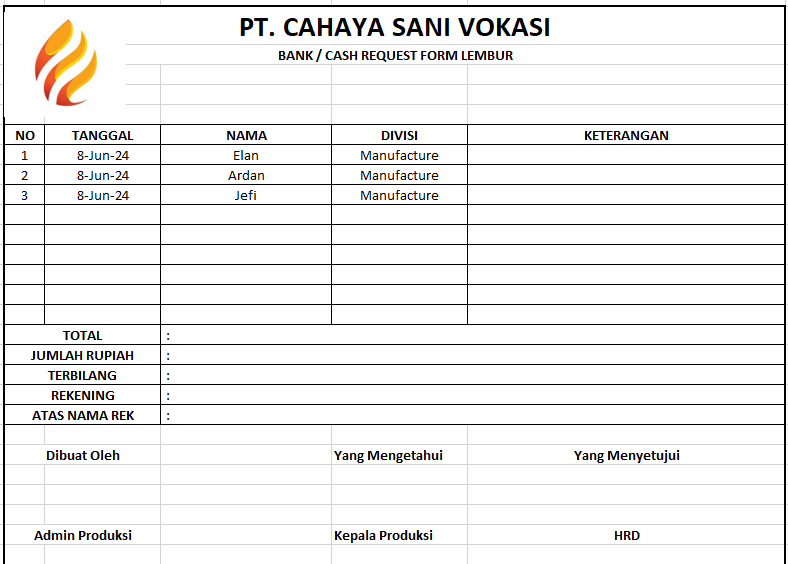 PT. CAHAYA SANI VOKASI
BANK / CASH REQUEST FORM LEMBUR
NO TANGGAL NAMA DIVISI KETERANGAN
1 8-Jun-24 Elan Manufacture
2 8-Jun-24 Ardan Manufacture
3 8-Jun-24 Jefi Manufacture
TOTAL :
JUMLAH RUPIAH :
TERBILANG :
REKENING :
ATAS NAMA REK :
Dibuat Oleh Yang Mengetahui Yang Menyetujui
Admin Produksi Kepala Produksi HRD